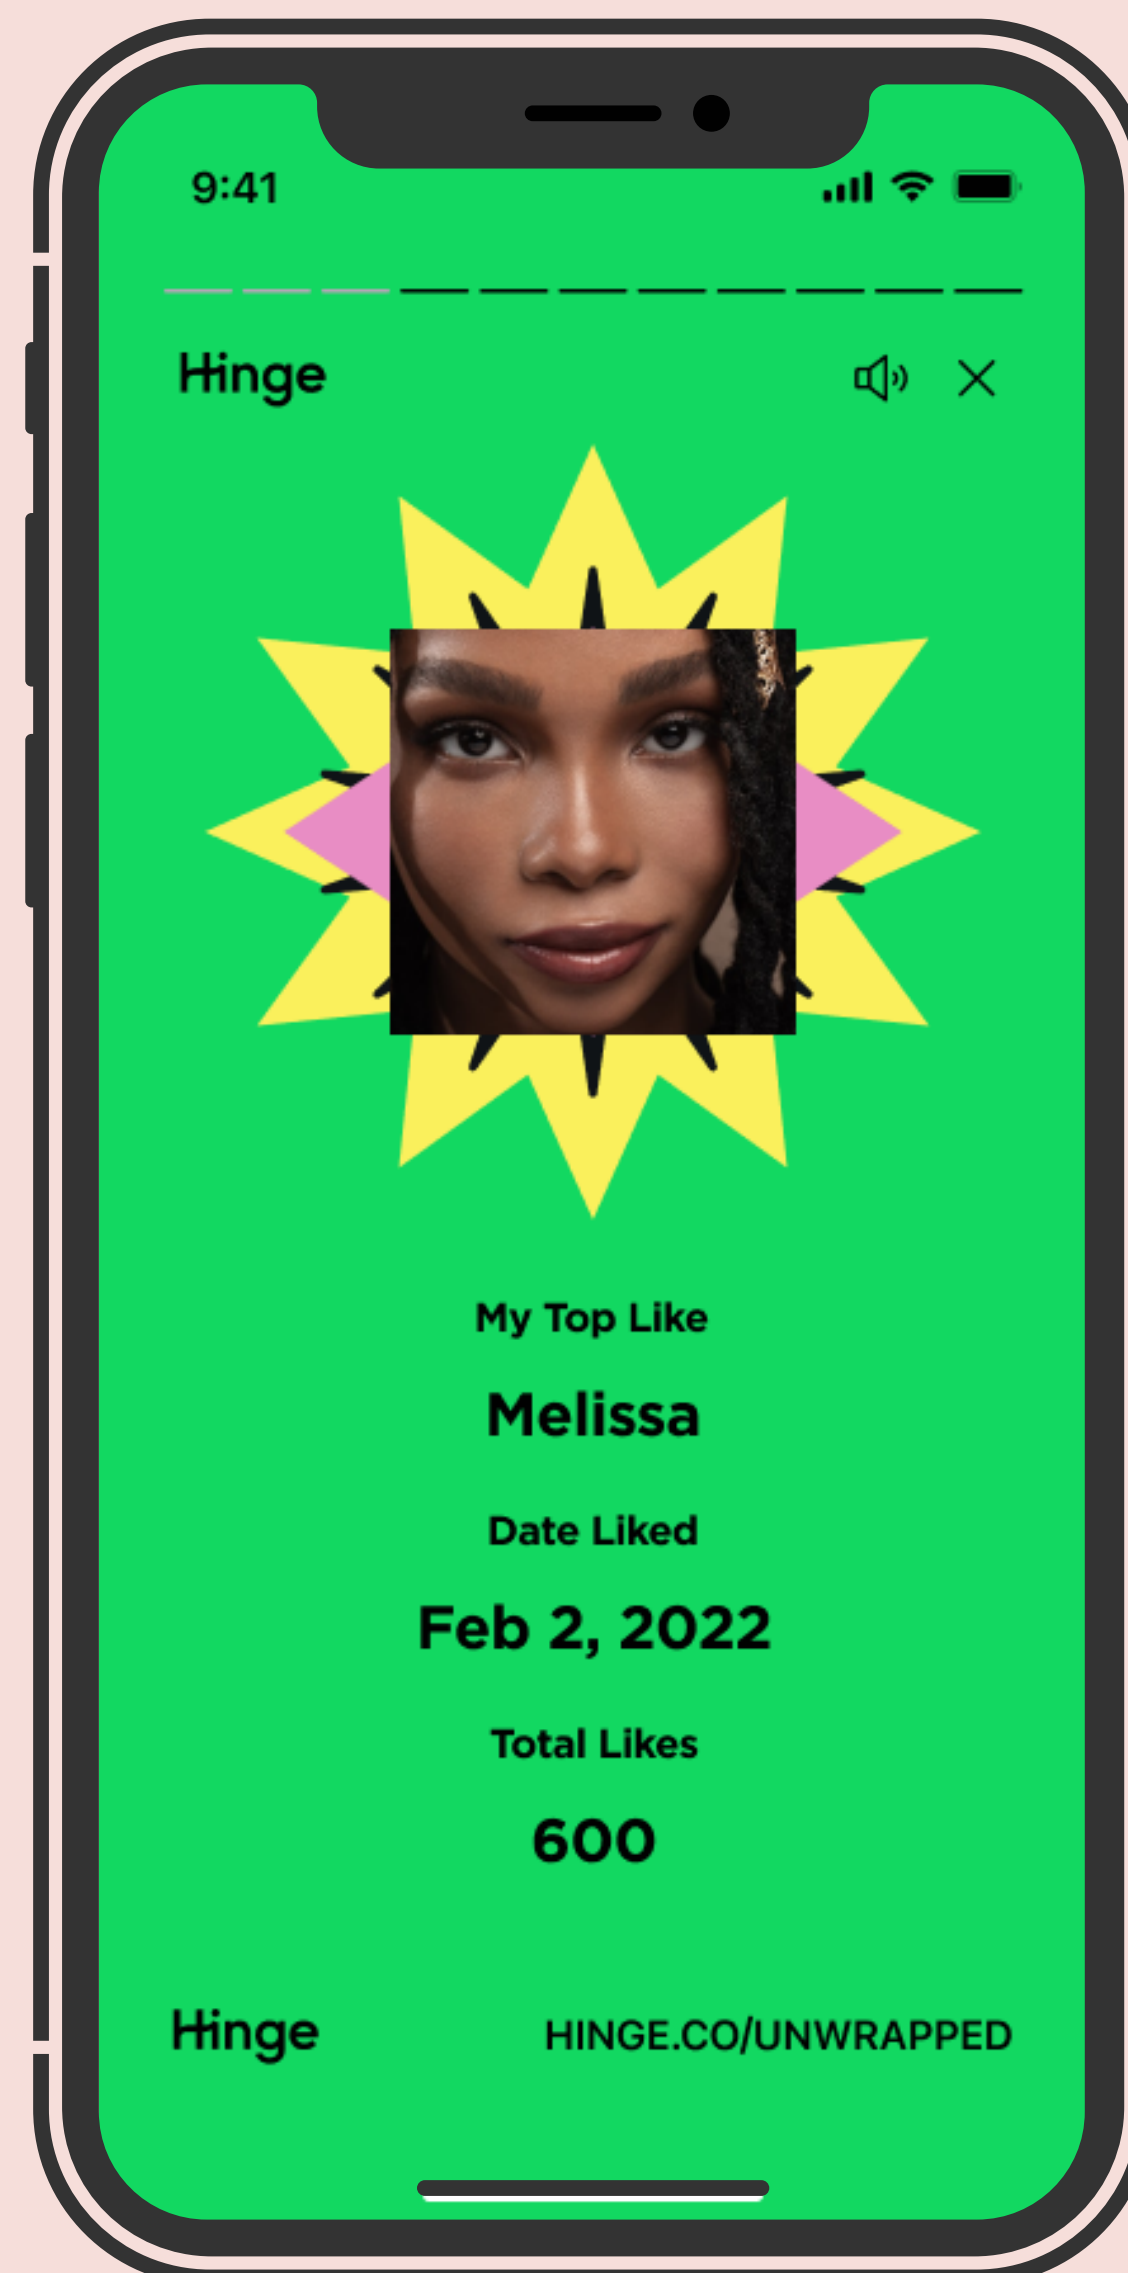 9:41
Hinge
My Top Like
Melissa
Date Liked
Feb 2, 2022
Total Likes
600
Hinge HINGE.CO/UNWRAPPED